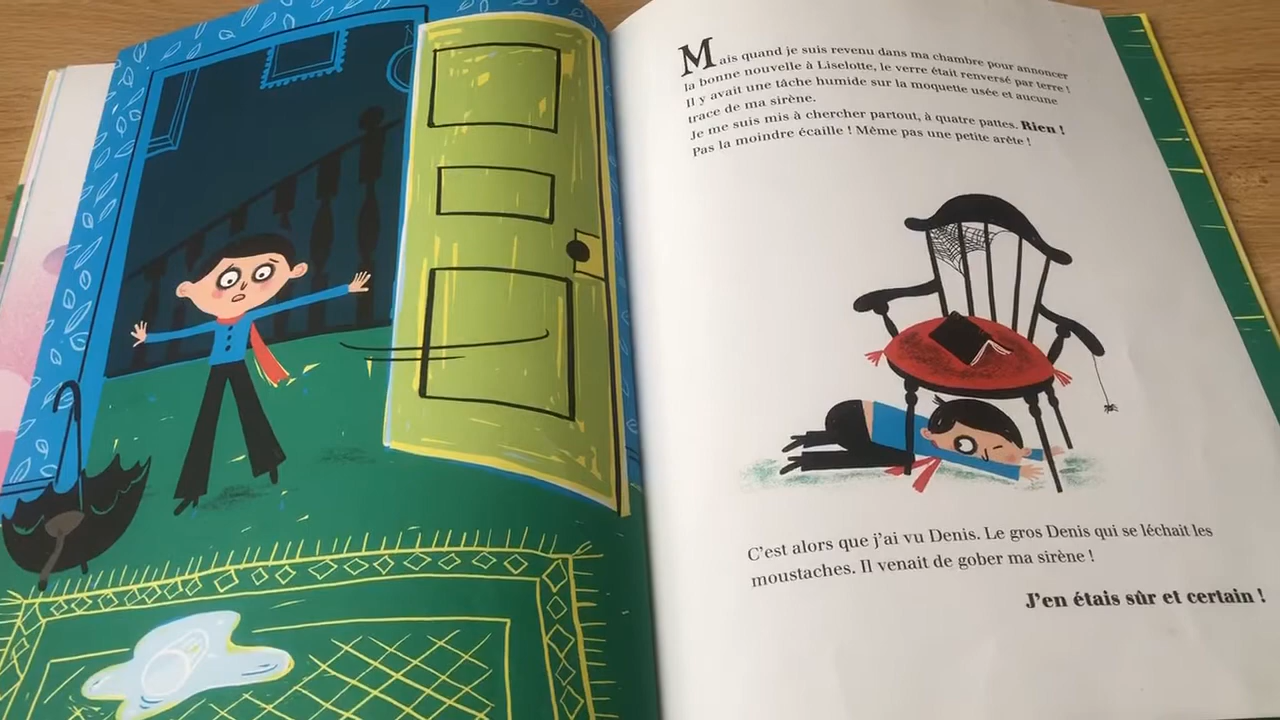 Mais quand je suis revenu dans ma chambre pour annoncer
la bonne nouvelle à Liselotte, le verre était renversé par terre !
Il y avait une tâche humide sur la moquette usée et aucune
trace de ma sirène.
Je me suis mis à chercher partout, à quatre pattes. Rien !
Pas la moindre écaille ! Même pas une petite arête !
C'est alors que j'ai vu Denis. Le gros Denis qui se léchait les
moustaches. Il venait de gober ma sirène !
J'en étais sûr et certain !